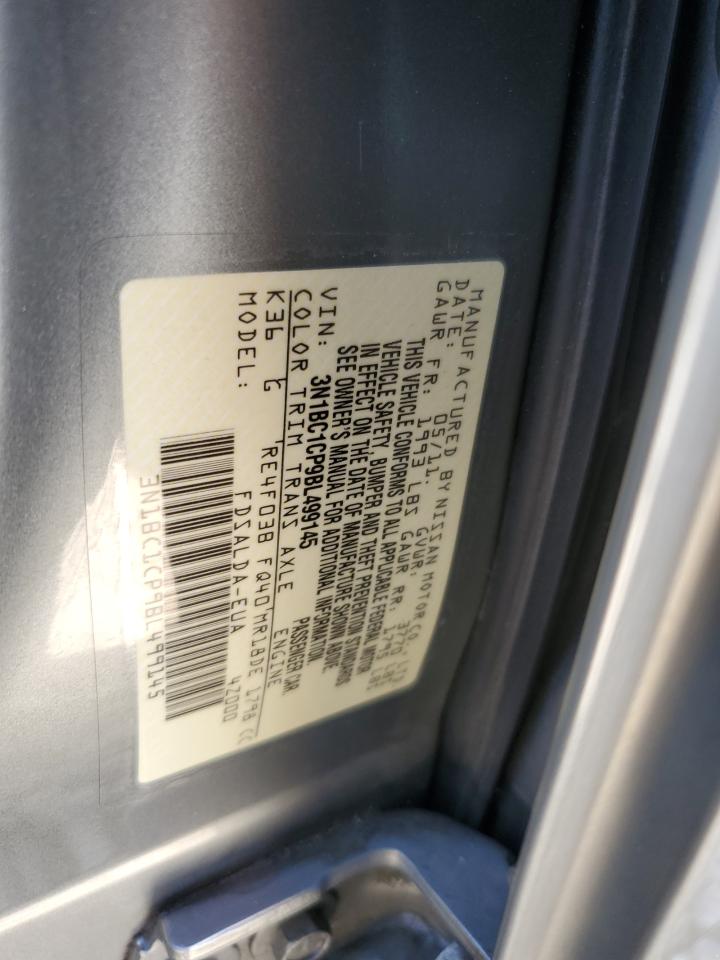 MANUFACTURED BY NISSAN MOTOR CO., LTD
DATE: 05/11. GVWR: 3770 LBS
GAWR FR: 1993 LBS GAWR RR: 1795 LBS
THIS VEHICLE CONFORMS TO ALL APPLICABLE FEDERAL MOTOR
VEHICLE SAFETY, BUMPER AND THEFT PREVENTION STANDARDS
IN EFFECT ON THE DATE OF MANUFACTURE SHOWN ABOVE.
SEE OWNER'S MANUAL FOR ADDITIONAL INFORMATION.
VIN: 3N1BC1CP9BL499145 PASSENGER CAR.
COLOR TRIM TRANS AXLE ENGINE
K36 G RE4F03B FQ40 MR18DE 1798 CC
MODEL: FDSALDA-EUA 4Z000
3N1BC1CP9BL499145